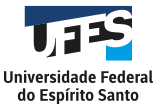 UFES
Universidade Federal
do Espírito Santo